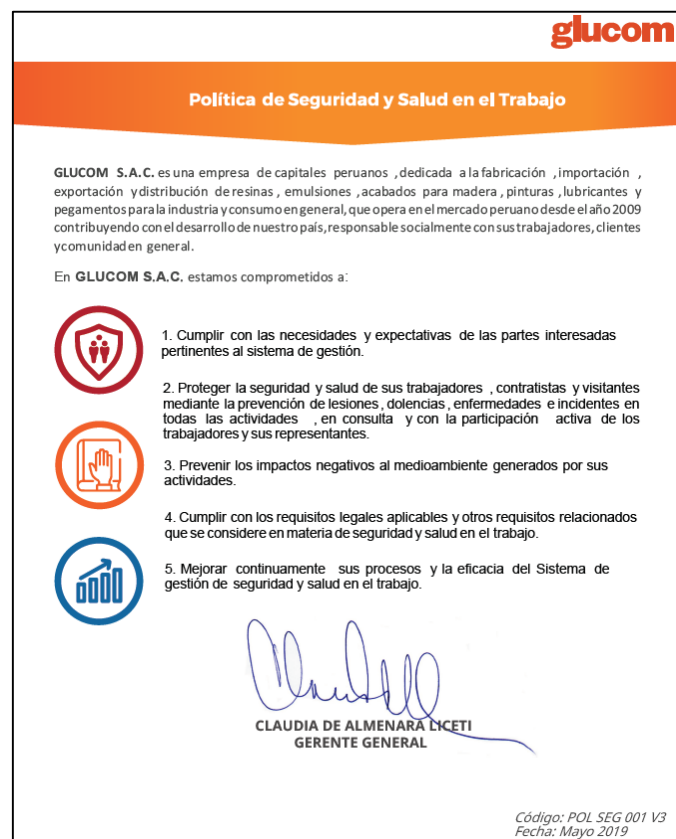 glucom
Política de Seguridad y Salud en el Trabajo
GLUCOM S.A.C. es una empresa de capitales peruanos , dedicada a la fabricación , importación ,
exportación y distribución de resinas , emulsiones , acabados para madera , pinturas , lubricantes y
pegamentos para la industria y consumo en general, que opera en el mercado peruano desde el año 2009
contribuyendo con el desarrollo de nuestro país, responsable socialmente con sus trabajadores, clientes
y comunidad en general.
En GLUCOM S.A.C. estamos comprometidos a:
1. Cumplir con las necesidades y expectativas de las partes interesadas
pertinentes al sistema de gestión.
2. Proteger la seguridad y salud de sus trabajadores , contratistas y visitantes
mediante la prevención de lesiones, dolencias, enfermedades e incidentes en
todas las actividades , en consulta y con la participación activa de los
trabajadores y sus representantes.
3. Prevenir los impactos negativos al medioambiente generados por sus
actividades.
4. Cumplir con los requisitos legales aplicables y otros requisitos relacionados
que se considere en materia de seguridad y salud en el trabajo.
5. Mejorar continuamente sus procesos y la eficacia del Sistema de
gestión de seguridad y salud en el trabajo.
CLAUDIA DE ALMENARA LICETI
GERENTE GENERAL
Código: POL SEG 001 V3
Fecha: Mayo 2019